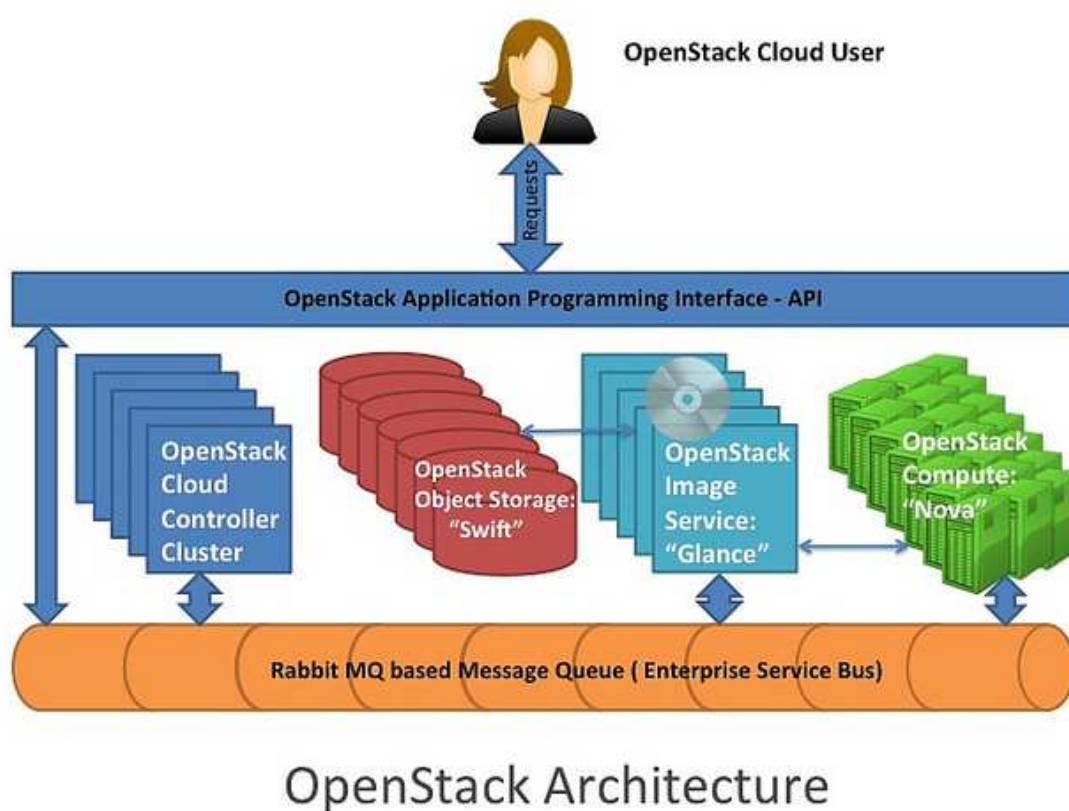 OpenStack Cloud User
Requests
OpenStack Application Programming Interface - API
OpenStack
Cloud
Controller
Cluster
OpenStack
Object Storage:
“Swift”
OpenStack
Image
Service:
“Glance”
OpenStack
Compute:
“Nova”
Rabbit MQ based Message Queue ( Enterprise Service Bus)
OpenStack Architecture